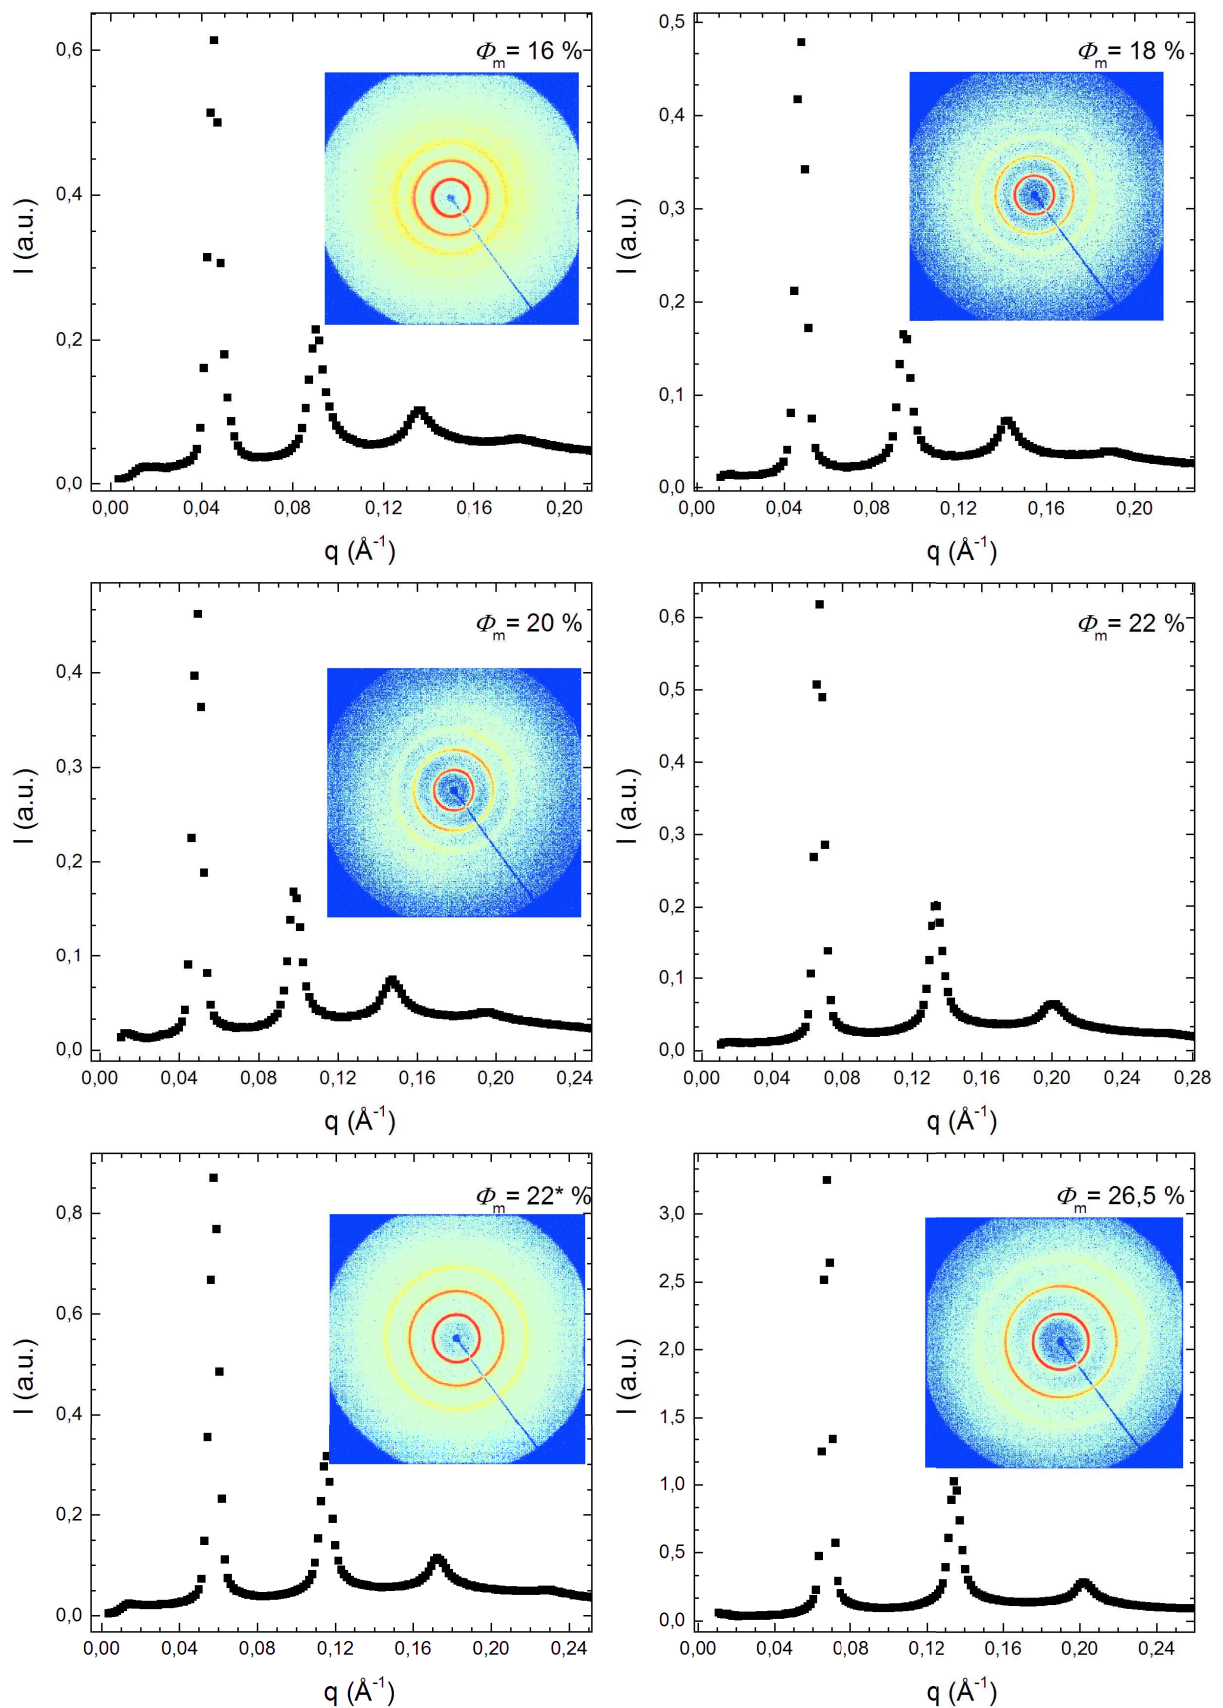 Φm= 16 %
0,6
0,4
0,2
0,0
I (a.u.)
0,00 0,04 0,08 0,12 0,16 0,20
q (Å-1)
Φm= 18 %
0,5
0,4
0,3
0,2
0,1
0,0
I (a.u.)
0,00 0,04 0,08 0,12 0,16 0,20
q (Å-1)
Φm= 20 %
0,4
0,3
0,2
0,1
0,0
I (a.u.)
0,00 0,04 0,08 0,12 0,16 0,20 0,24
q (Å-1)
Φm= 22 %
0,6
0,5
0,4
0,3
0,2
0,1
0,0
I (a.u.)
0,00 0,04 0,08 0,12 0,16 0,20 0,24 0,28
q (Å-1)
Φm= 22* %
0,8
0,6
0,4
0,2
0,0
I (a.u.)
0,00 0,04 0,08 0,12 0,16 0,20 0,24
q (Å-1)
Φm= 26,5 %
3,0
2,5
2,0
1,5
1,0
0,5
0,0
I (a.u.)
0,00 0,04 0,08 0,12 0,16 0,20 0,24
q (Å-1)